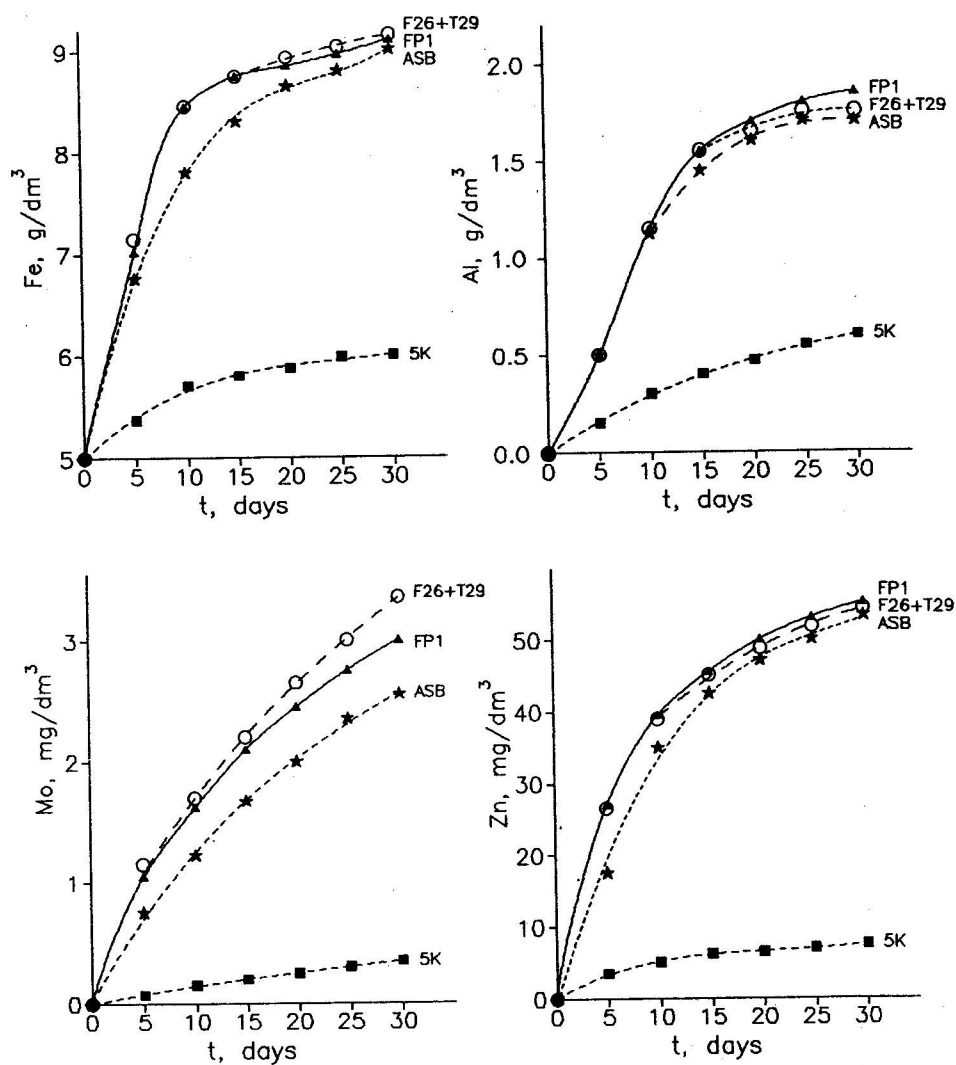 F26+T29
FP1
ASB
5K
Fe, g/dm³
9
8
7
6
5
0 5 10 15 20 25 30
t, days
FP1
F26+T29
ASB
5K
Al, g/dm³
2.0
1.5
1.0
0.5
0.0
0 5 10 15 20 25 30
t, days
F26+T29
FP1
ASB
5K
Mo, mg/dm³
3
2
1
0
0 5 10 15 20 25 30
t, days
FP1
F26+T29
ASB
5K
Zn, mg/dm³
50
40
30
20
10
0
0 5 10 15 20 25 30
t, days